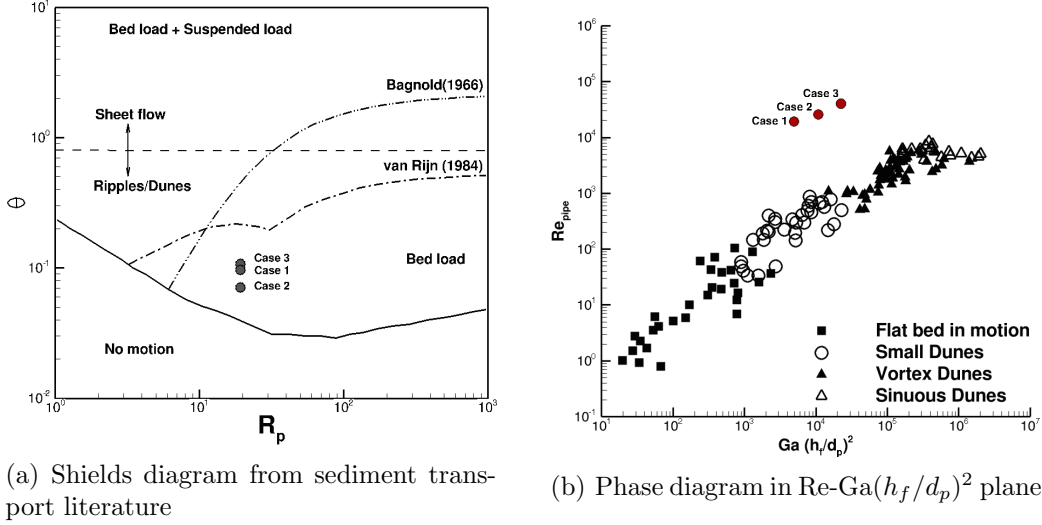 10¹
Bed load + Suspended load
Bagnold(1966)
Sheet flow
10⁰
van Rijn (1984)
Ripples/Dunes
θ
Case 3
Case 1
Case 2
Bed load
10⁻¹
No motion
10⁻²
10⁰ 10¹ 10² 10³
Rₚ
(a) Shields diagram from sediment trans-
port literature
10⁶
10⁵
Case 3
Case 2
Case 1
10⁴
10³
Re_pipe
10²
10¹
Flat bed in motion
10⁰
Small Dunes
Vortex Dunes
Sinuous Dunes
10⁻¹
10¹ 10² 10³ 10⁴ 10⁵ 10⁶ 10⁷
Ga (h_f/d_p)²
(b) Phase diagram in Re-Ga(h_f/d_p)² plane